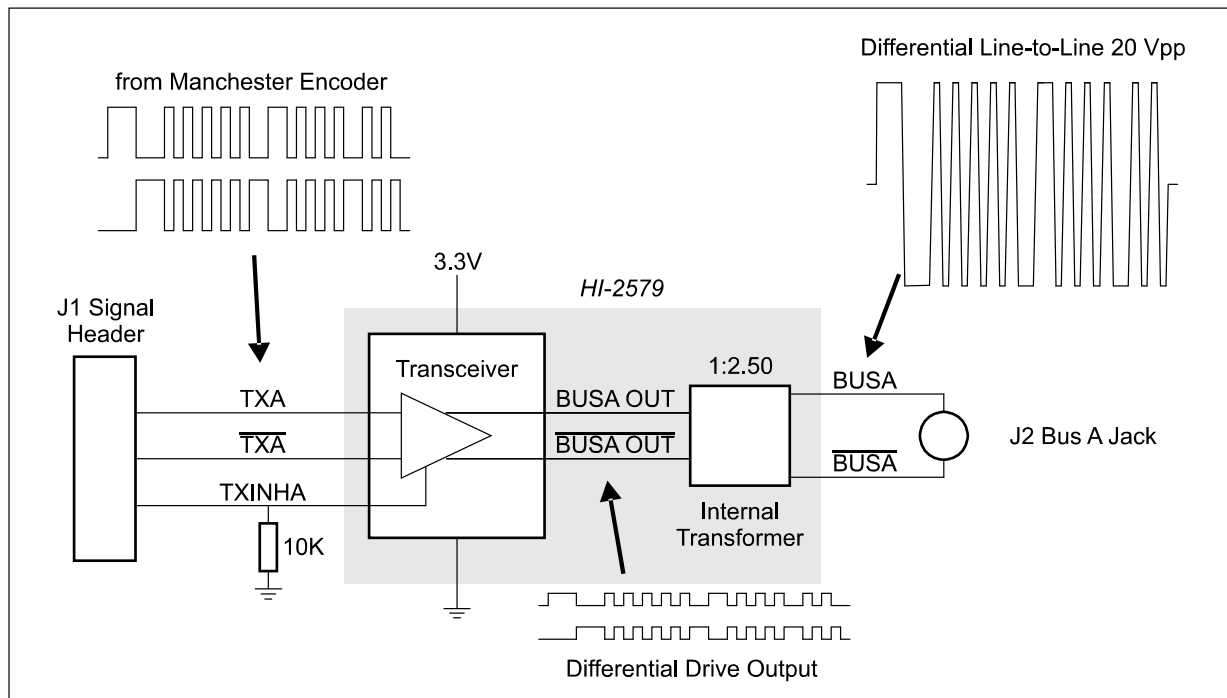 Differential Line-to-Line 20 Vpp
from Manchester Encoder
3.3V
HI-2579
J1 Signal
Header
Transceiver
1:2.50
TXA
TXA
TXINHA
10K
BUSA OUT
BUSA OUT
BUSA
BUSA
J2 Bus A Jack
Internal
Transformer
Differential Drive Output